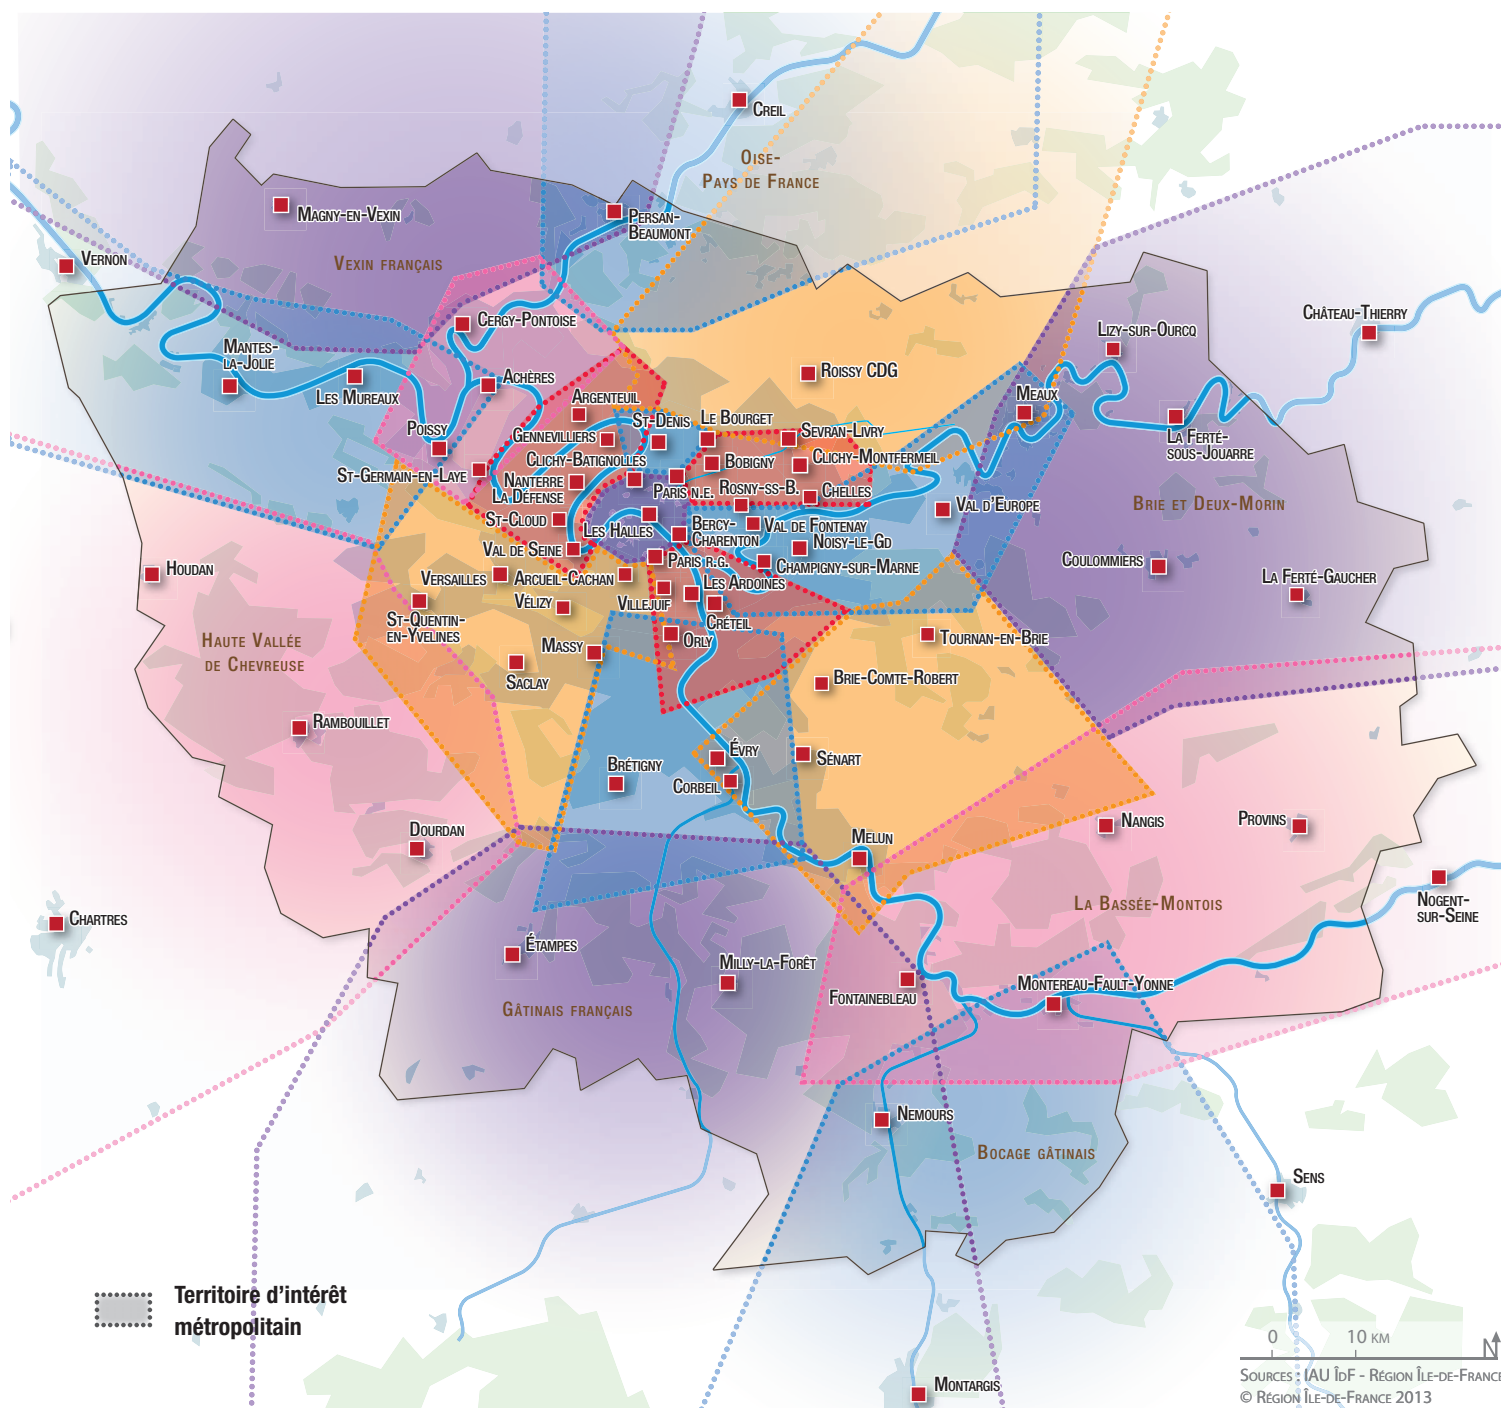 Creil
Oise-
Pays de France
Magny-en-Vexin
Persan-
Beaumont
Vernon
Vexin français
Cergy-Pontoise
Château-Thierry
Lizy-sur-Ourcq
Mantes-
la-Jolie
Les Mureaux
Achères
Roissy CDG
Meaux
Argenteuil
St-Denis
Le Bourget
Sevran-Livry
La Ferté-
sous-Jouarre
Poissy
Gennevilliers
Clichy-Batignolles
Bobigny
Clichy-Montfermeil
St-Germain-en-Laye
Nanterre
La Défense
Paris n.e.
Rosny-ss-B.
Chelles
St-Cloud
Les Halles
Bercy-
Charenton
Val de Fontenay
Val d'Europe
Brie et Deux-Morin
Val de Seine
Noisy-le-Gd
Paris r.g.
Champigny-sur-Marne
Houdan
Versailles
Arcueil-Cachan
Les Ardoines
Coulommiers
La Ferté-Gaucher
Vélizy
Villejuif
Créteil
St-Quentin-
en-Yvelines
Haute Vallée
de Chevreuse
Massy
Orly
Tournan-en-Brie
Saclay
Brie-Comte-Robert
Rambouillet
Évry
Sénart
Brétigny
Corbeil
Dourdan
Melun
Nangis
Provins
Chartres
La Bassée-Montois
Nogent-
sur-Seine
Étampes
Milly-la-Forêt
Fontainebleau
Montereau-Fault-Yonne
Gâtinais français
Nemours
Bocage gâtinais
Sens
Territoire d'intérêt
métropolitain
0 10 km
N
Montargis
Sources : IAU ÎdF - Région Île-de-France
© Région Île-de-France 2013